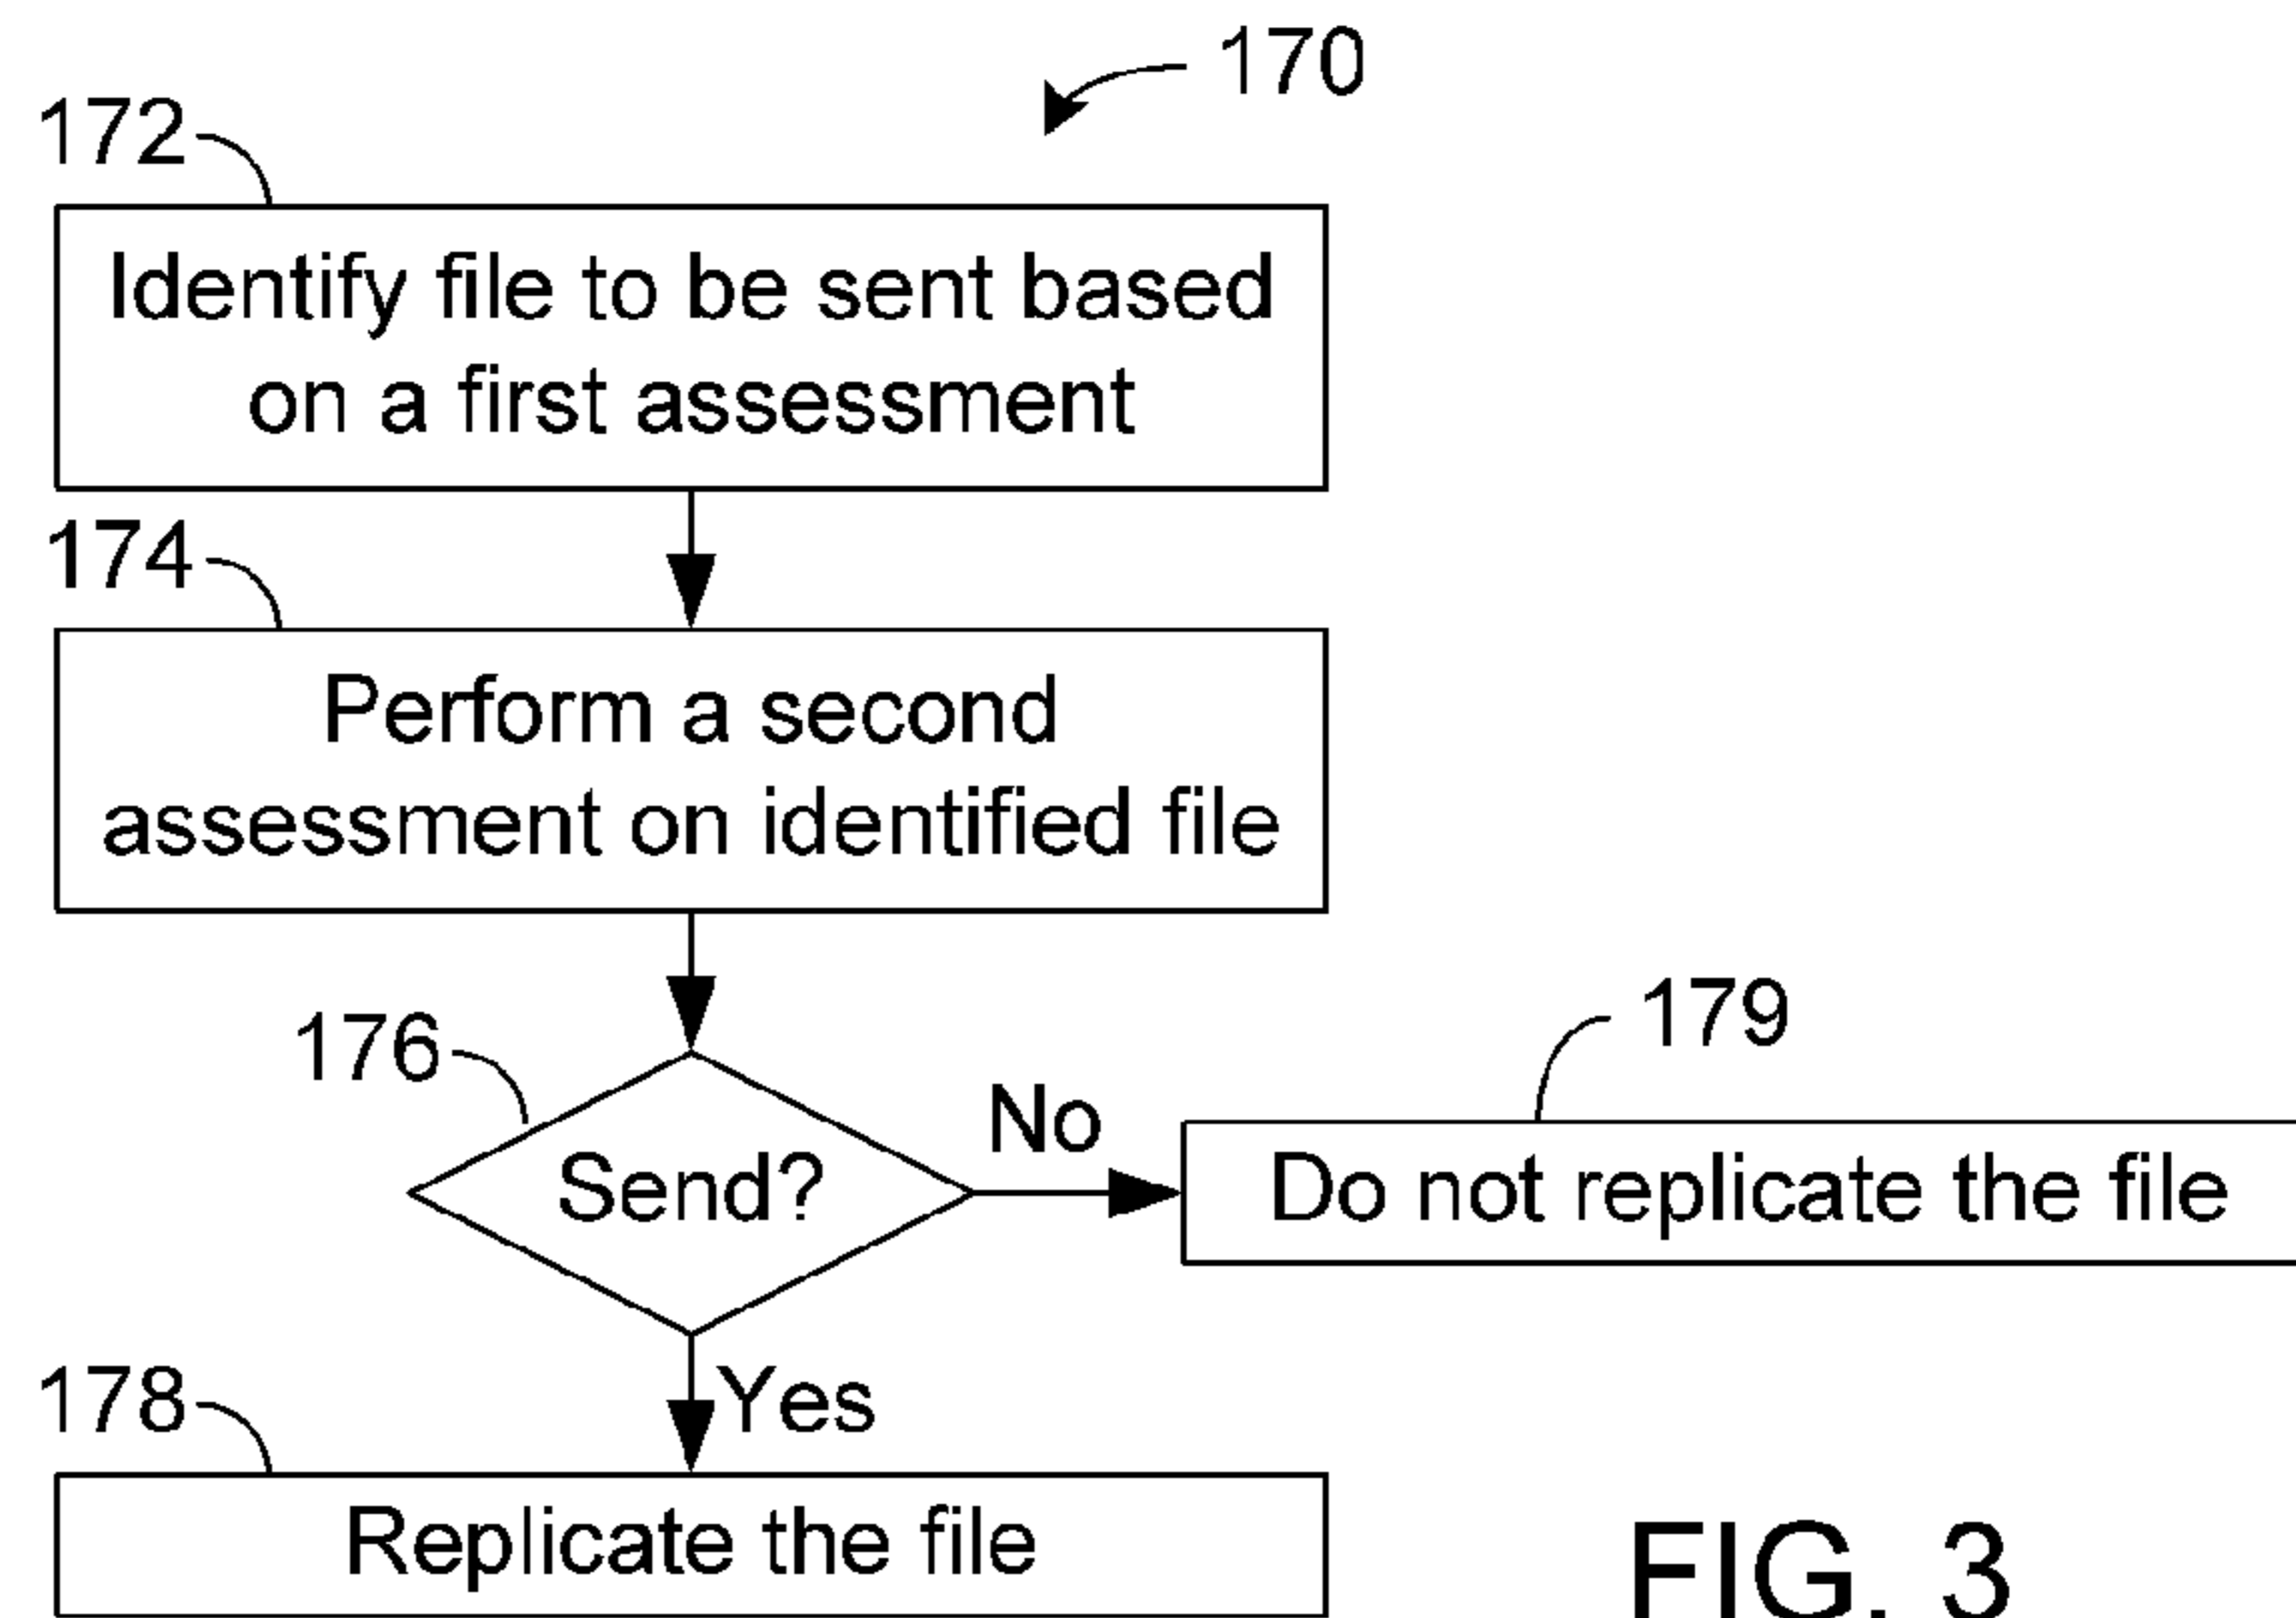 170
172
Identify file to be sent based
on a first assessment
174
Perform a second
assessment on identified file
176
Send?
No
179
Do not replicate the file
Yes
178
Replicate the file
FIG. 3